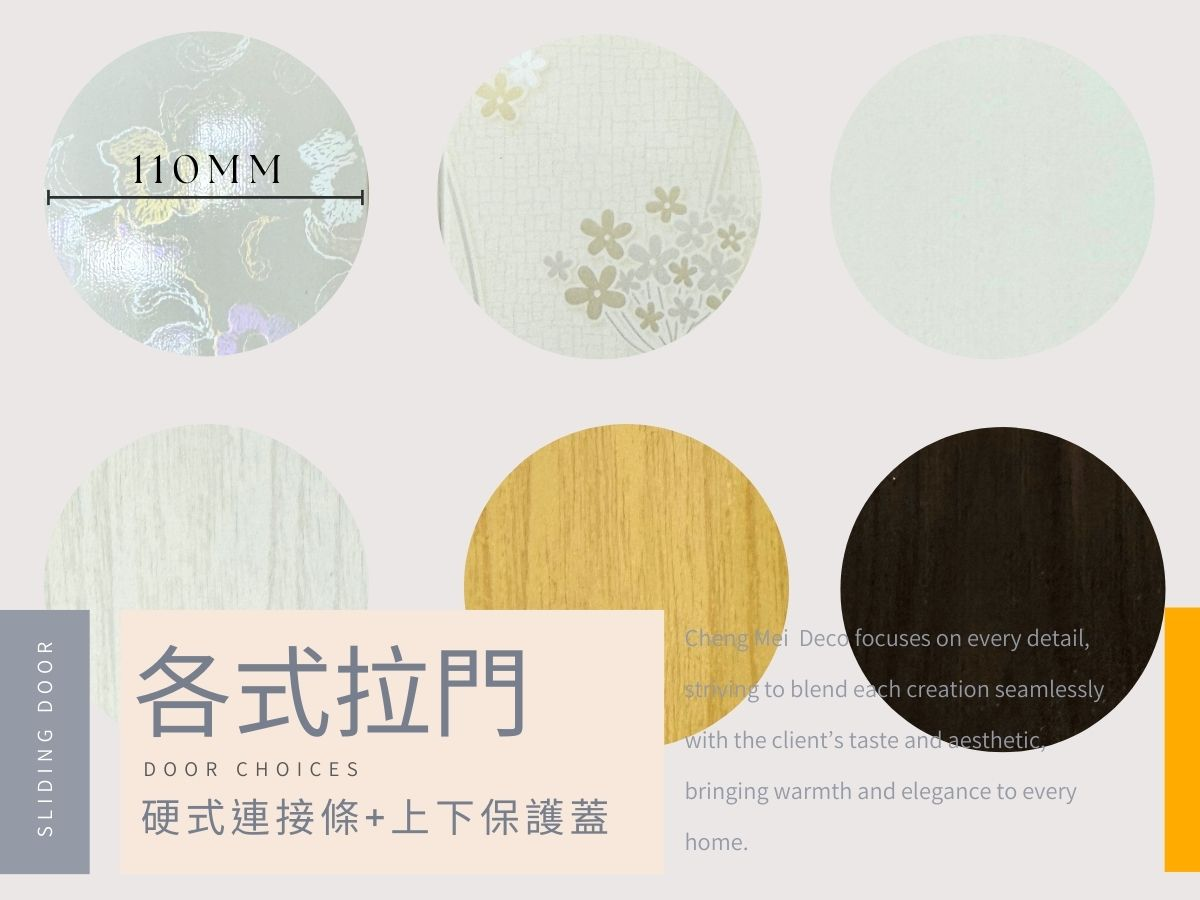 110MM
SLIDING DOOR
各式拉門
DOOR CHOICES
硬式連接條+上下保護蓋
Cheng Mei  Deco focuses on every detail,
striving to blend each creation seamlessly
with the client’s taste and aesthetic,
bringing warmth and elegance to every
home.